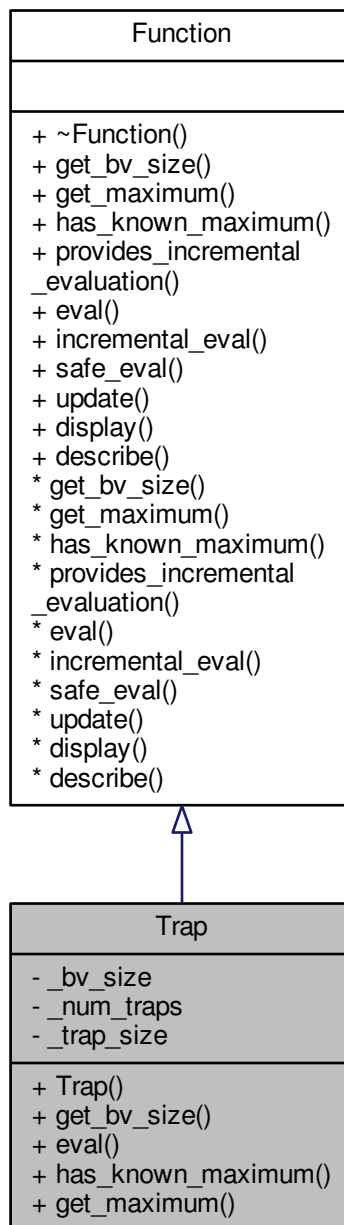 Function
+ ~Function()
+ get_bv_size()
+ get_maximum()
+ has_known_maximum()
+ provides_incremental
_evaluation()
+ eval()
+ incremental_eval()
+ safe_eval()
+ update()
+ display()
+ describe()
* get_bv_size()
* get_maximum()
* has_known_maximum()
* provides_incremental
_evaluation()
* eval()
* incremental_eval()
* safe_eval()
* update()
* display()
* describe()
Trap
- _bv_size
- _num_traps
- _trap_size
+ Trap()
+ get_bv_size()
+ eval()
+ has_known_maximum()
+ get_maximum()